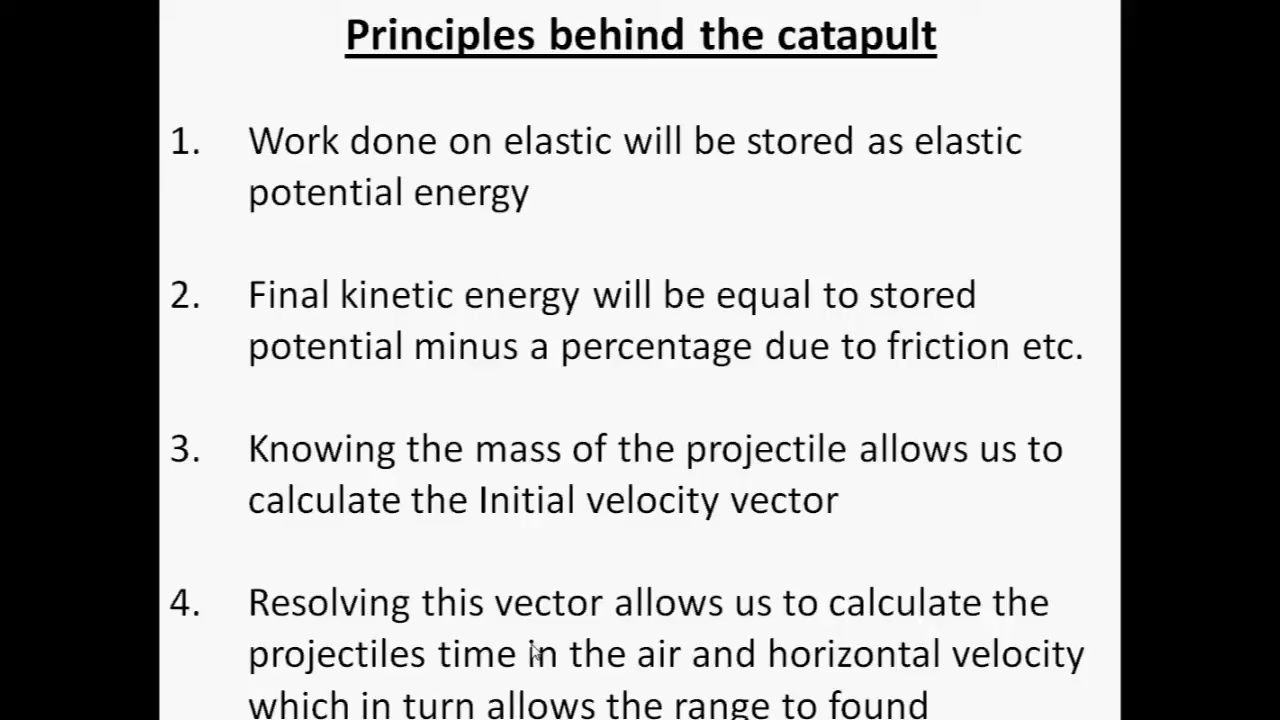 Principles behind the catapult
1. Work done on elastic will be stored as elastic
potential energy
2. Final kinetic energy will be equal to stored
potential minus a percentage due to friction etc.
3. Knowing the mass of the projectile allows us to
calculate the Initial velocity vector
4. Resolving this vector allows us to calculate the
projectiles time in the air and horizontal velocity
which in turn allows the range to found